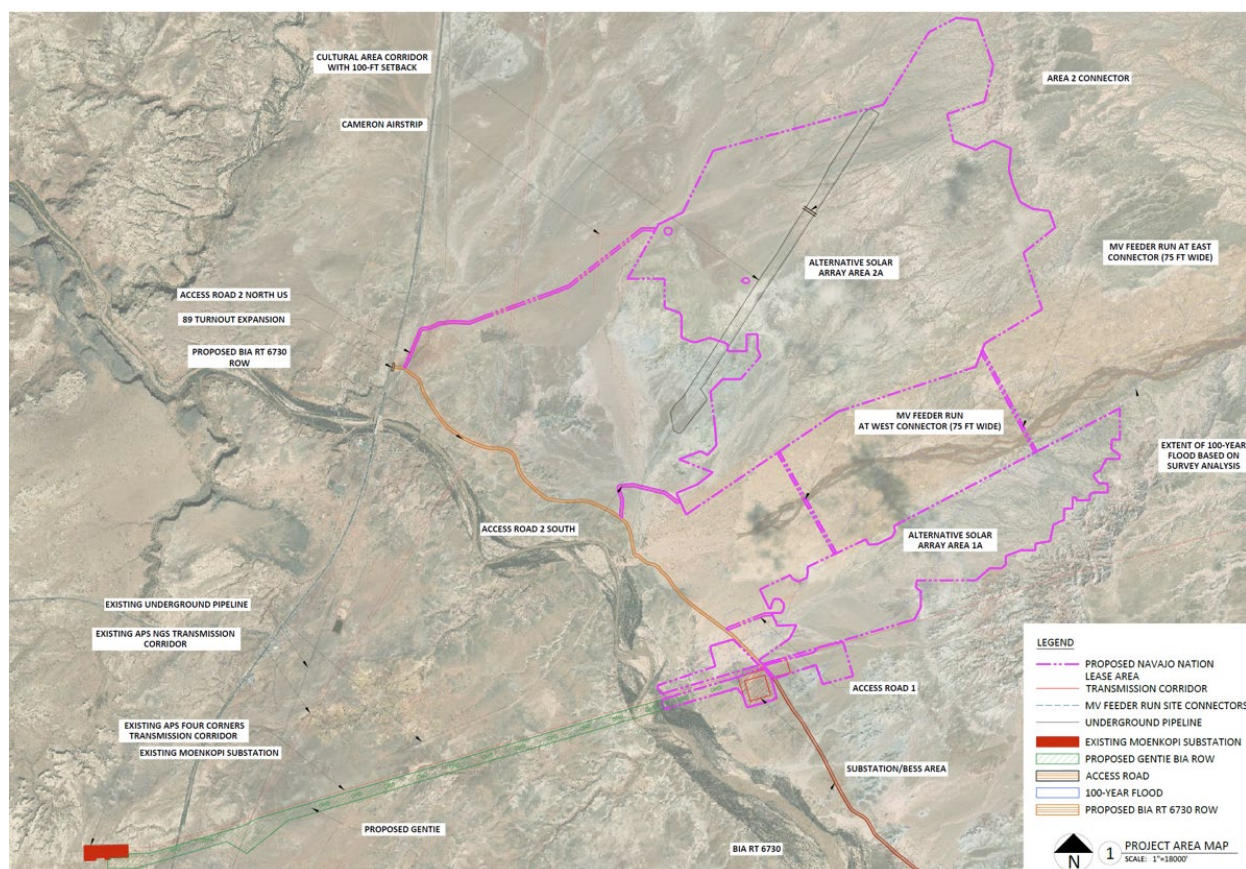 CULTURAL AREA CORRIDOR
WITH 100-FT SETBACK
CAMERON AIRSTRIP
AREA 2 CONNECTOR
MV FEEDER RUN AT EAST
CONNECTOR (75 FT WIDE)
ALTERNATIVE SOLAR
ARRAY AREA 2A
ACCESS ROAD 2 NORTH US
89 TURNOUT EXPANSION
PROPOSED BIA RT 6730
ROW
MV FEEDER RUN
AT WEST CONNECTOR (75 FT WIDE)
EXTENT OF 100-YEAR
FLOOD BASED ON
SURVEY ANALYSIS
ACCESS ROAD 2 SOUTH
ALTERNATIVE SOLAR
ARRAY AREA 1A
EXISTING UNDERGROUND PIPELINE
EXISTING APS NGS TRANSMISSION
CORRIDOR
ACCESS ROAD 1
EXISTING APS FOUR CORNERS
TRANSMISSION CORRIDOR
EXISTING MOENKOPI SUBSTATION
SUBSTATION/BESS AREA
PROPOSED GENTIE
BIA RT 6730
LEGEND
PROPOSED NAVAJO NATION
LEASE AREA
TRANSMISSION CORRIDOR
MV FEEDER RUN SITE CONNECTORS
UNDERGROUND PIPELINE
EXISTING MOENKOPI SUBSTATION
PROPOSED GENTIE BIA ROW
ACCESS ROAD
100-YEAR FLOOD
PROPOSED BIA RT 6730 ROW
N
1
PROJECT AREA MAP
SCALE: 1"=18000'